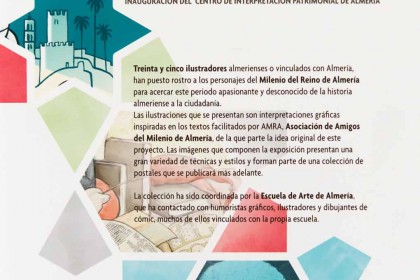 INAUGURACIÓN DEL CENTRO DE INTERPRETACIÓN PATRIMONIAL DE ALMERÍA
Treinta y cinco ilustradores almerienses o vinculados con Almería,
han puesto rostro a los personajes del Milenio del Reino de Almería
para acercar este periodo apasionante y desconocido de la historia
almeriense a la ciudadanía.
Las ilustraciones que se presentan son interpretaciones gráficas
inspiradas en los textos facilitados por AMRA, Asociación de Amigos
del Milenio de Almería, de la que parte la idea original de este
proyecto. Las imágenes que componen la exposición presentan una
gran variedad de técnicas y estilos y forman parte de una colección de
postales que se publicará más adelante.
La colección ha sido coordinada por la Escuela de Arte de Almería,
que ha contactado con humoristas gráficos, ilustradores y dibujantes de
cómic, muchos de ellos vinculados con la propia escuela.